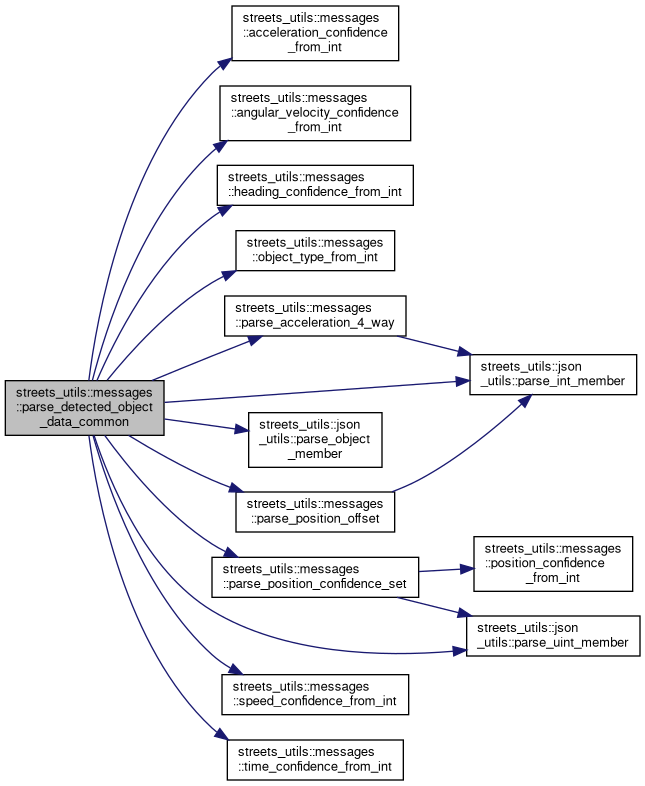 streets_utils::messages
::acceleration_confidence
_from_int
streets_utils::messages
::angular_velocity_confidence
_from_int
streets_utils::messages
::heading_confidence_from_int
streets_utils::messages
::object_type_from_int
streets_utils::messages
::parse_acceleration_4_way
streets_utils::json
_utils::parse_int_member
streets_utils::messages
::parse_detected_object
_data_common
streets_utils::json
_utils::parse_object
_member
streets_utils::messages
::parse_position_offset
streets_utils::messages
::position_confidence
_from_int
streets_utils::messages
::parse_position_confidence_set
streets_utils::json
_utils::parse_uint_member
streets_utils::messages
::speed_confidence_from_int
streets_utils::messages
::time_confidence_from_int